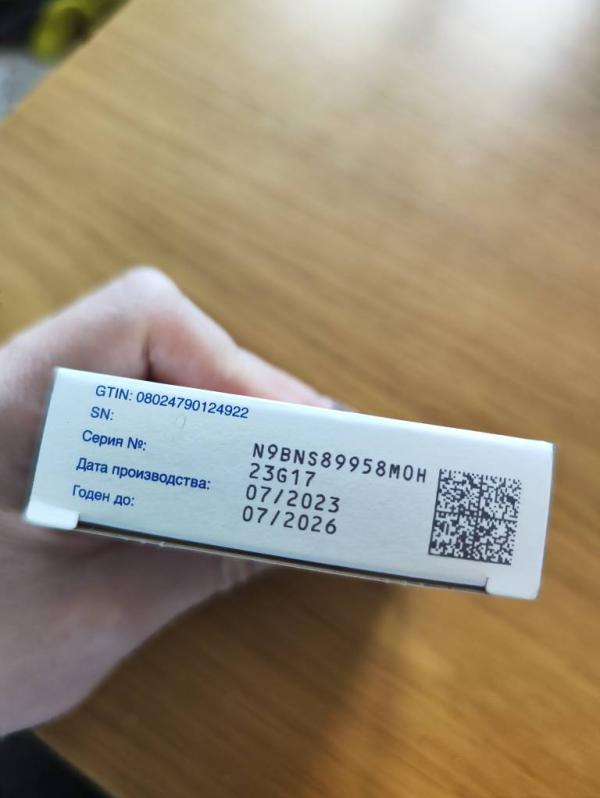 GTIN: 08024790124922
SN: N9BNS89958M0H
Серия №: 23G17
Дата производства: 07/2023
Годен до: 07/2026